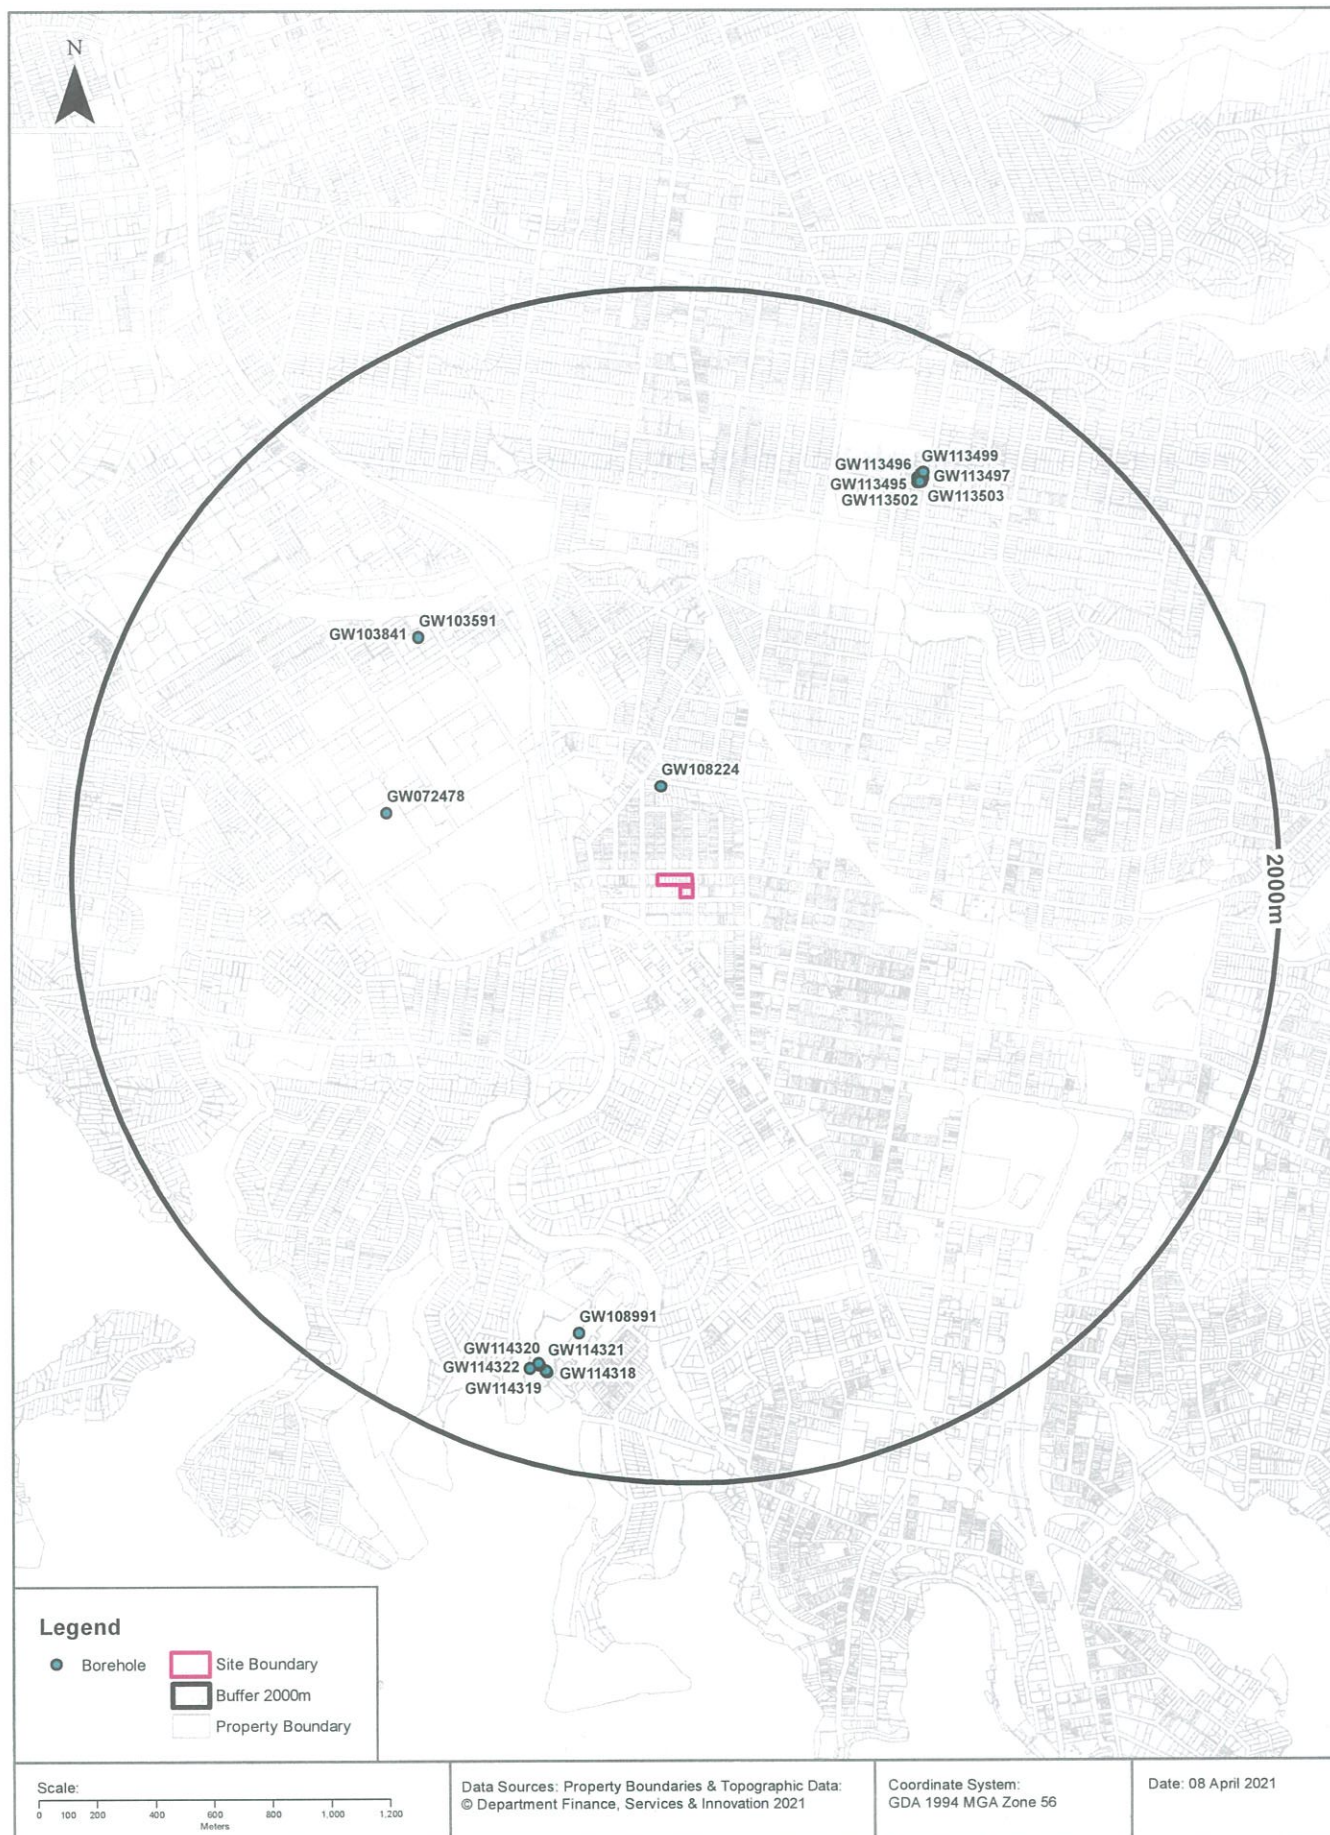 N
GW113496 GW113499
GW113495 GW113497
GW113502 GW113503
GW103591
GW103841
GW108224
GW072478
2000m
GW108991
GW114320 GW114321
GW114322 GW114318
GW114319
Legend
Borehole
Site Boundary
Buffer 2000m
Property Boundary
Scale:
0 100 200 400 600 800 1,000 1,200
Meters
Data Sources: Property Boundaries & Topographic Data:
© Department Finance, Services & Innovation 2021
Coordinate System:
GDA 1994 MGA Zone 56
Date: 08 April 2021